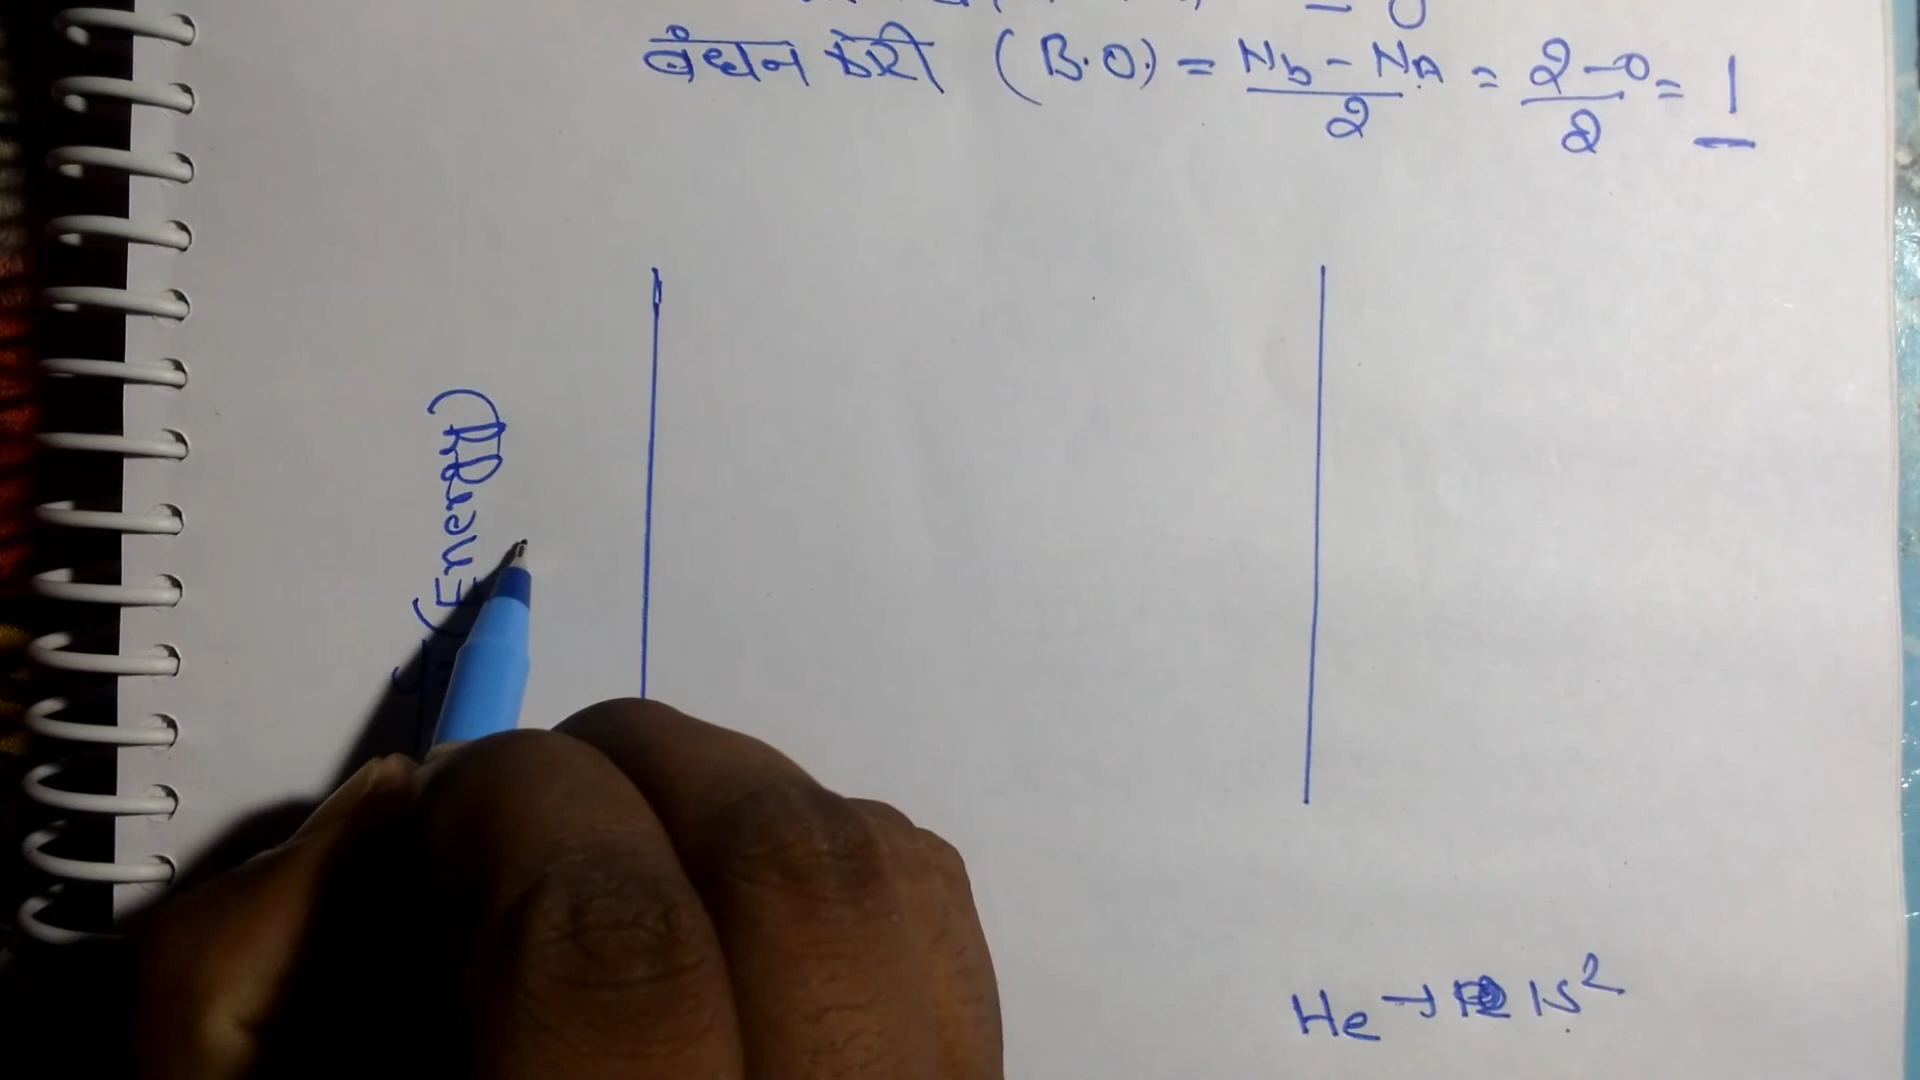 बंधन क्रेरी (B.O.) = Nb - NA / 2 = 2-0 / 2 = 1
(Energy)
He → 1s²